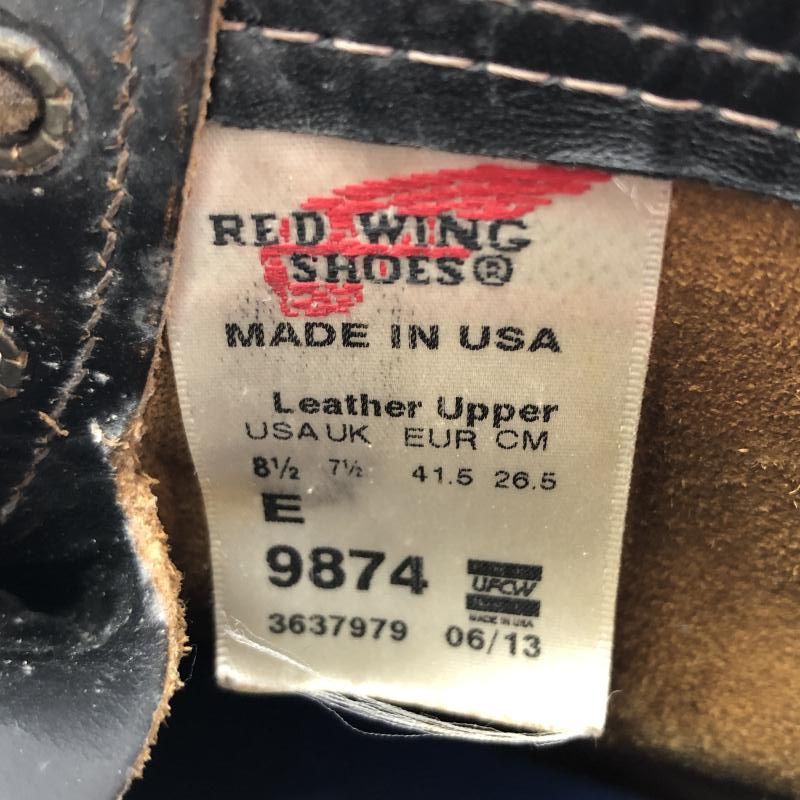 RED WING
SHOES®
MADE IN USA
Leather Upper
USA UK EUR CM
8½ 7½ 41.5 26.5
E
9874
UFCW
MADE IN USA
3637979 06/13